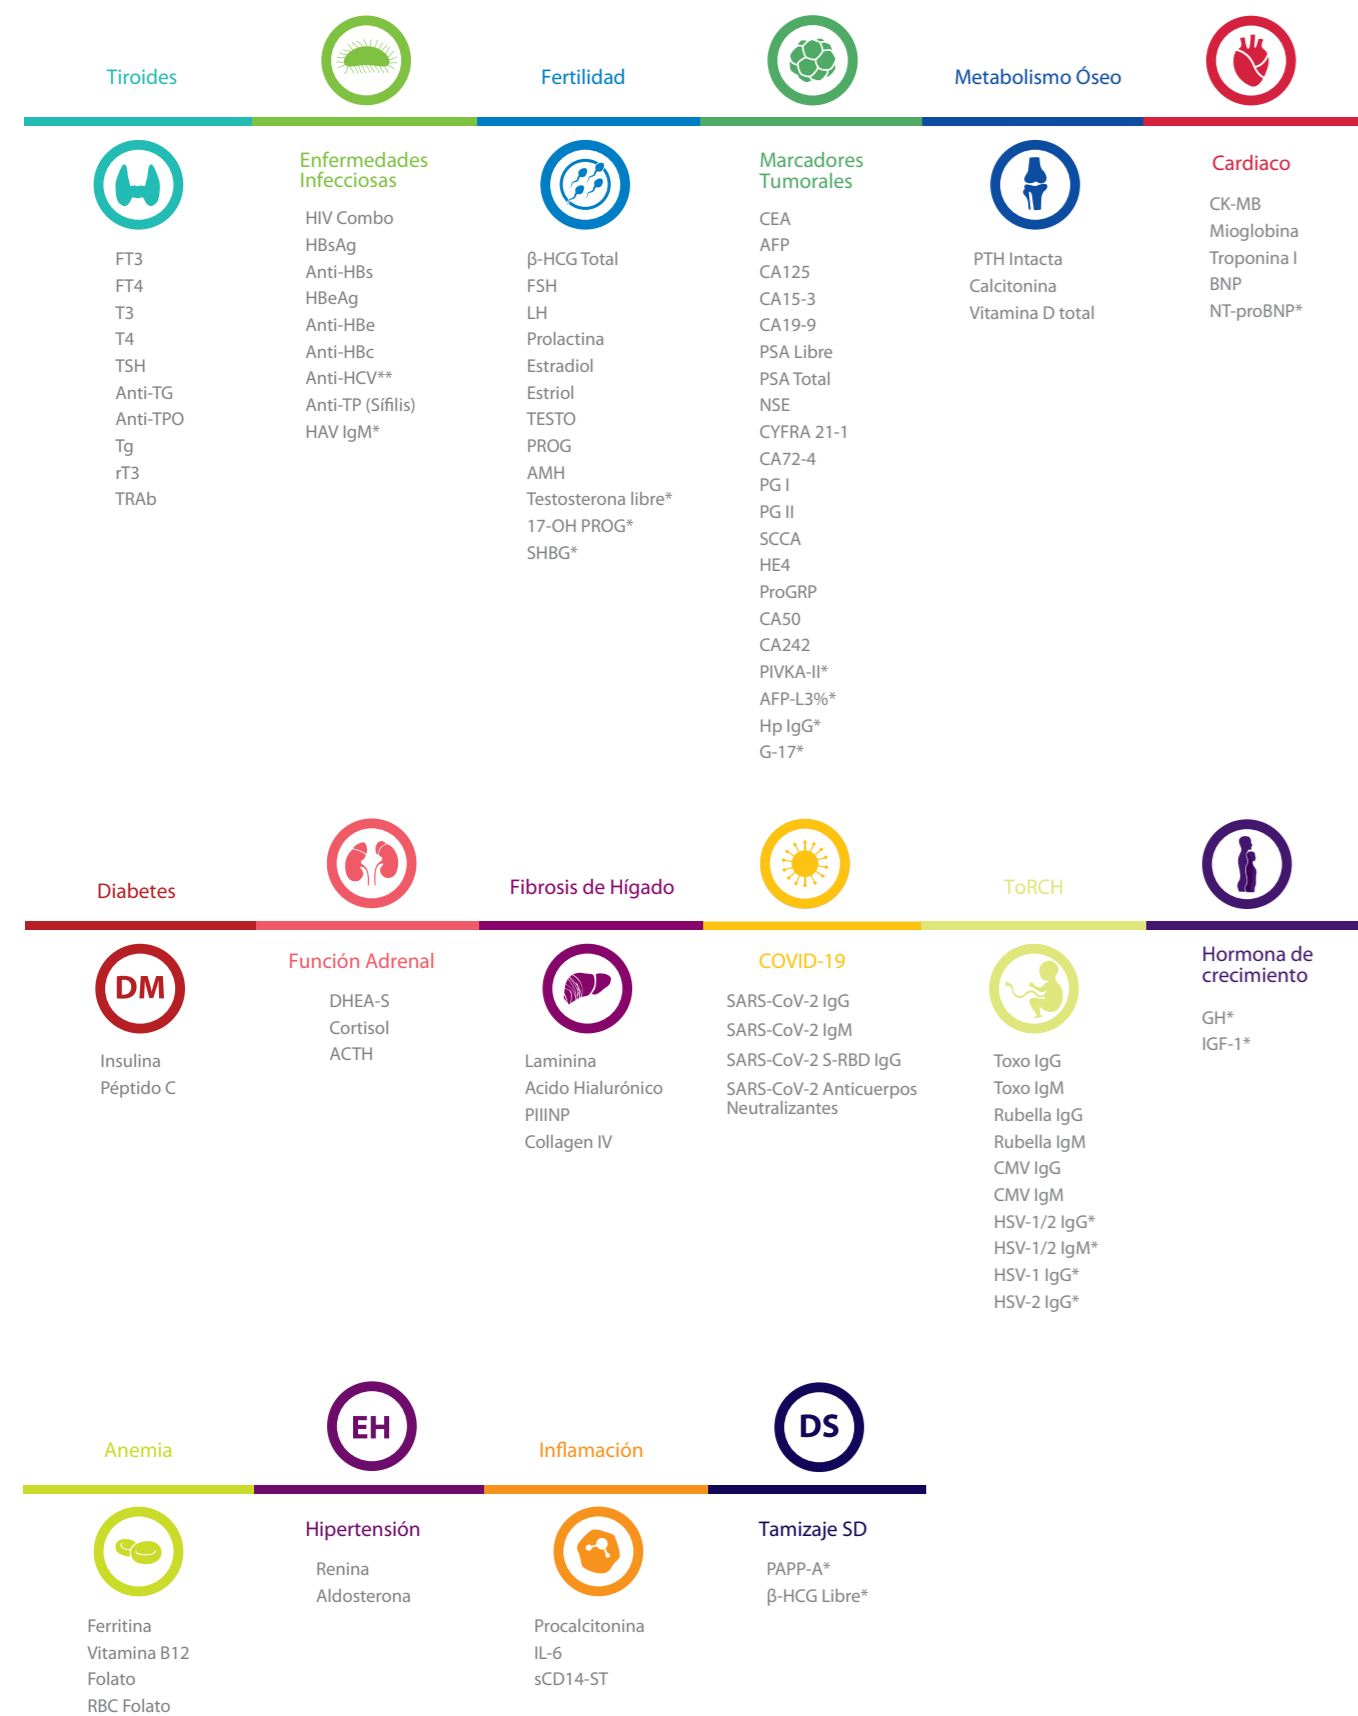 Tiroides
FT3
FT4
T3
T4
TSH
Anti-TG
Anti-TPO
Tg
rT3
TRAb
Enfermedades
Infecciosas
HIV Combo
HBsAg
Anti-HBs
HBeAg
Anti-HBe
Anti-HBc
Anti-HCV**
Anti-TP (Sífilis)
HAV IgM*
Fertilidad
β-HCG Total
FSH
LH
Prolactina
Estradiol
Estriol
TESTO
PROG
AMH
Testosterona libre*
17-OH PROG*
SHBG*
Marcadores
Tumorales
CEA
AFP
CA125
CA15-3
CA19-9
PSA Libre
PSA Total
NSE
CYFRA 21-1
CA72-4
PG I
PG II
SCCA
HE4
ProGRP
CA50
CA242
PIVKA-II*
AFP-L3%*
Hp IgG*
G-17*
Metabolismo Óseo
PTH Intacta
Calcitonina
Vitamina D total
Cardiaco
CK-MB
Mioglobina
Troponina I
BNP
NT-proBNP*
Diabetes
DM
Insulina
Péptido C
Función Adrenal
DHEA-S
Cortisol
ACTH
Fibrosis de Hígado
Laminina
Acido Hialurónico
PIIINP
Collagen IV
COVID-19
SARS-CoV-2 IgG
SARS-CoV-2 IgM
SARS-CoV-2 S-RBD IgG
SARS-CoV-2 Anticuerpos
Neutralizantes
ToRCH
Toxo IgG
Toxo IgM
Rubella IgG
Rubella IgM
CMV IgG
CMV IgM
HSV-1/2 IgG*
HSV-1/2 IgM*
HSV-1 IgG*
HSV-2 IgG*
Hormona de
crecimiento
GH*
IGF-1*
Anemia
Ferritina
Vitamina B12
Folato
RBC Folato
EH
Hipertensión
Renina
Aldosterona
Inflamación
Procalcitonina
IL-6
sCD14-ST
DS
Tamizaje SD
PAPP-A*
β-HCG Libre*